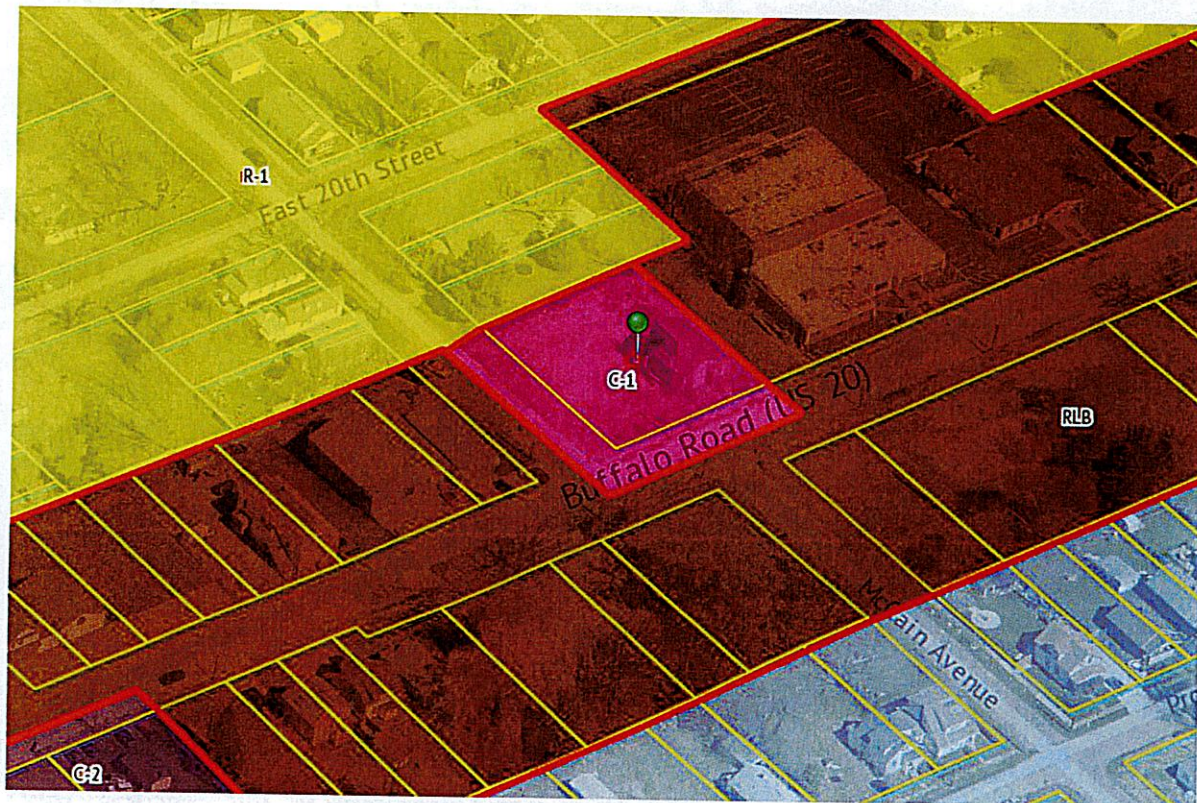 R-1
East 20th Street
C-1
Buffalo Road (US 20)
RLB
Avenue
C-2